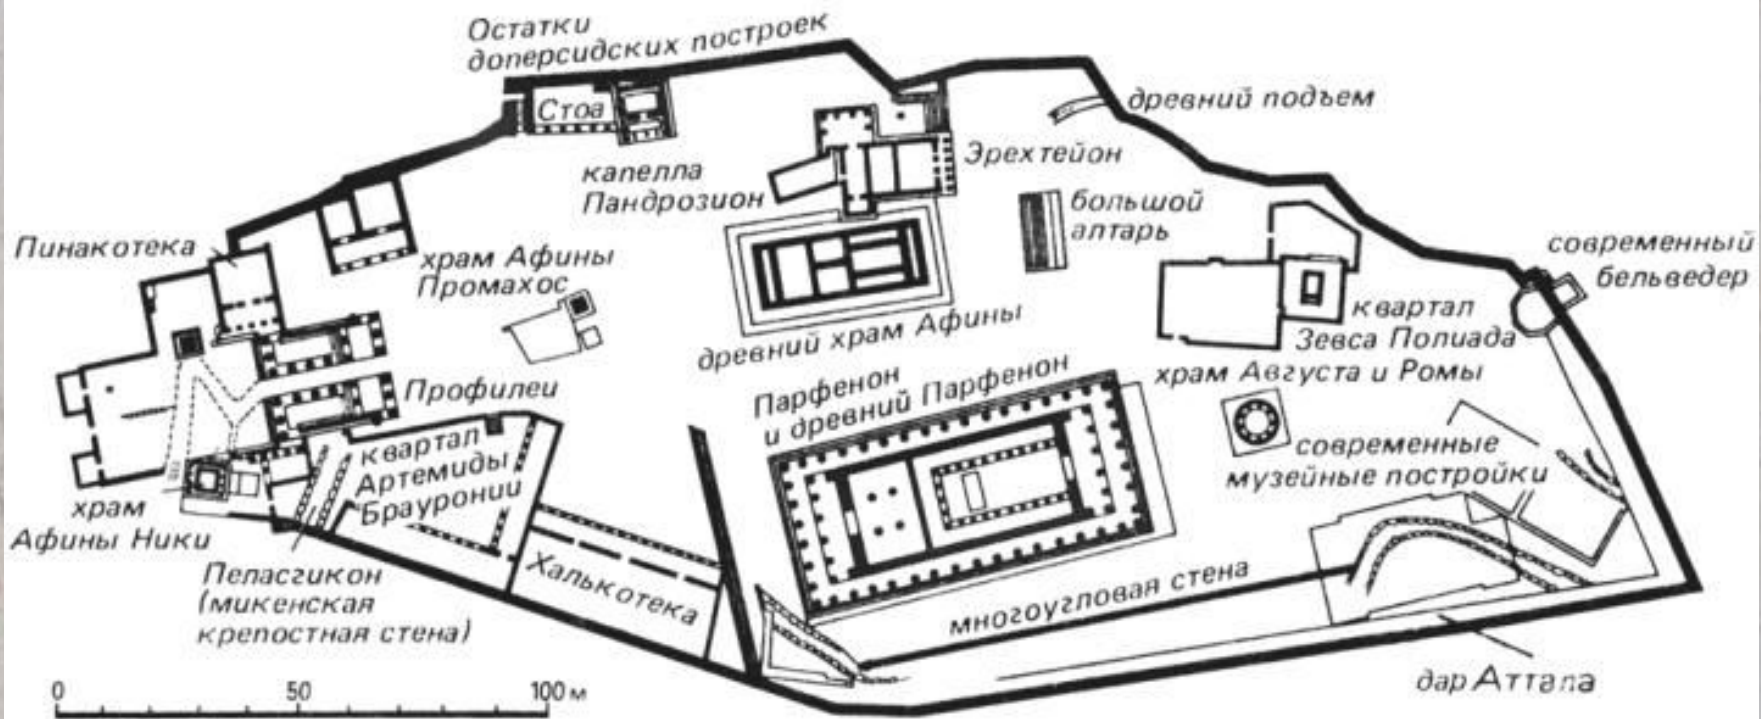 Остатки
доперсидских построек
Стоа
древний подъем
Эрехтейон
капелла
Пандрозион
большой
алтарь
Пинакотека
храм Афины
Промахос
современный
бельведер
квартал
Зевса Полиада
древний храм Афины
храм Августа и Ромы
Парфенон
и древний Парфенон
Профилеи
квартал
Артемиды
Брауронии
современные
музейные постройки
храм
Афины Ники
Пеласгикон
(микенская
крепостная стена)
Халькотека
многоугловая стена
дар Аттала
0 50 100 м